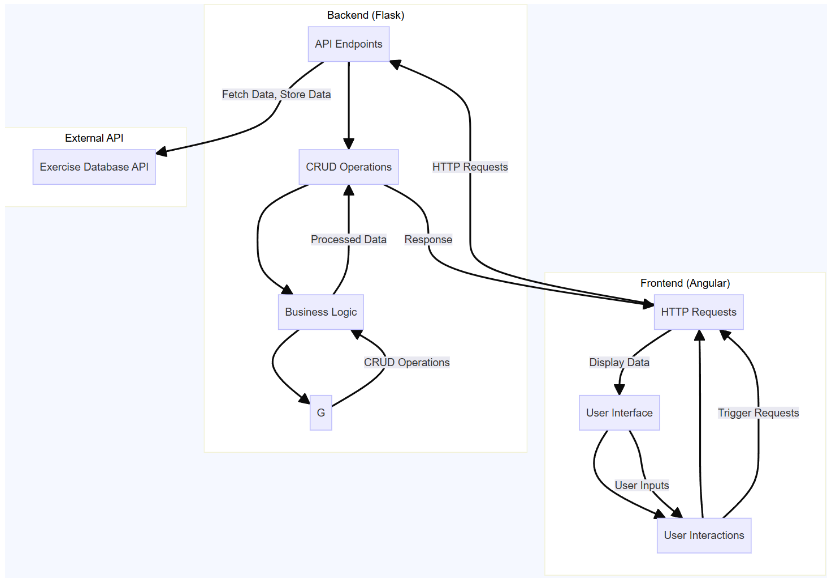 Backend (Flask)
API Endpoints
Fetch Data, Store Data
External API
Exercise Database API
CRUD Operations
HTTP Requests
Processed Data
Response
Business Logic
CRUD Operations
G
Frontend (Angular)
HTTP Requests
Display Data
User Interface
Trigger Requests
User Inputs
User Interactions